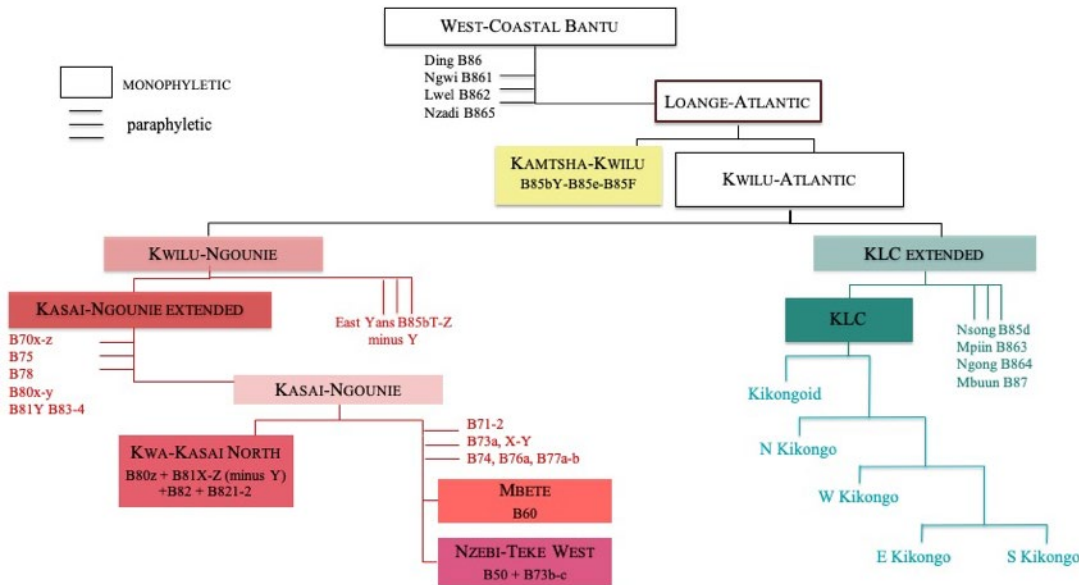 WEST-COASTAL BANTU
Ding B86
Ngwi B861
Lwel B862
Nzadi B865
MONOPHYLETIC
paraphyletic
LOANGE-ATLANTIC
KAMTSHA-KWILU
B85bY-B85e-B85F
KWILU-ATLANTIC
KWILU-NGOUNIE
KLC EXTENDED
KASAI-NGOUNIE EXTENDED
B70x-z
B75
B78
B80x-y
B81Y B83-4
East Yans B85bT-Z
minus Y
KLC
Nsong B85d
Mpiin B863
Ngong B864
Mbuun B87
KASAI-NGOUNIE
Kikongoid
KWA-KASAI NORTH
B80z + B81X-Z (minus Y)
+B82 + B821-2
B71-2
B73a, X-Y
B74, B76a, B77a-b
N Kikongo
MBETE
B60
W Kikongo
NZEBI-TEKE WEST
B50 + B73b-c
E Kikongo
S Kikongo